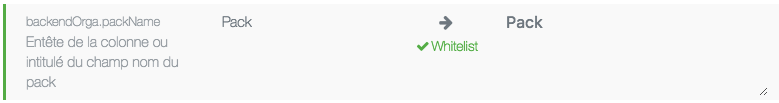 backendOrga.packName
Entête de la colonne ou
intitulé du champ nom du
pack
Pack
Whitelist
Pack